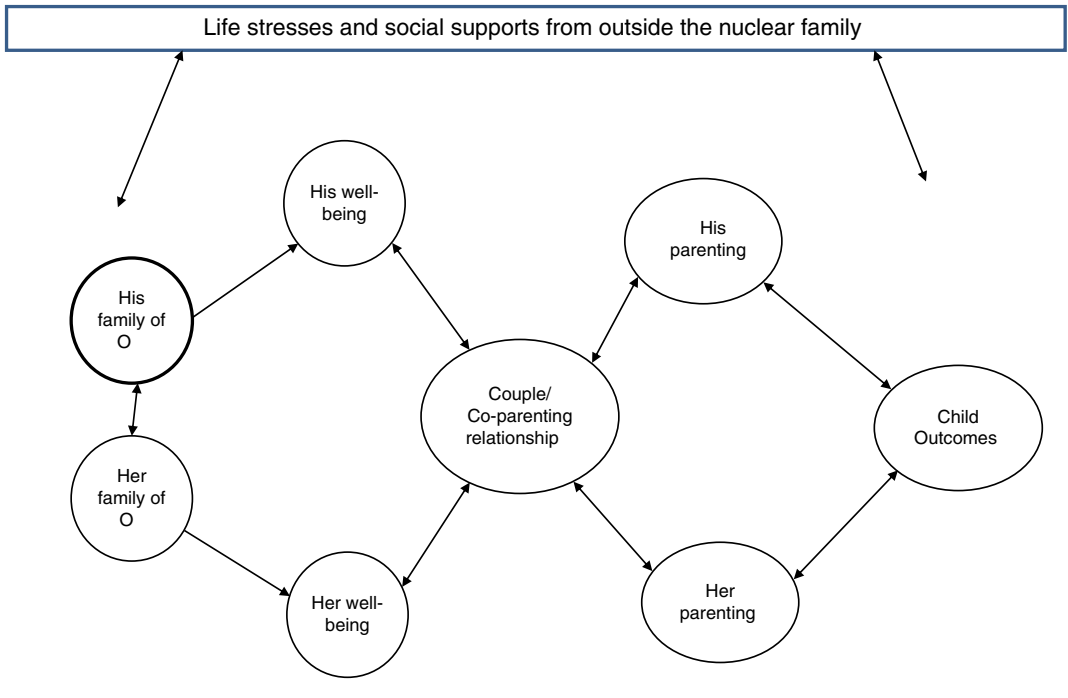 Life stresses and social supports from outside the nuclear family
His well-
being
His
parenting
His
family of
O
Couple/
Co-parenting
relationship
Child
Outcomes
Her
family of
O
Her well-
being
Her
parenting